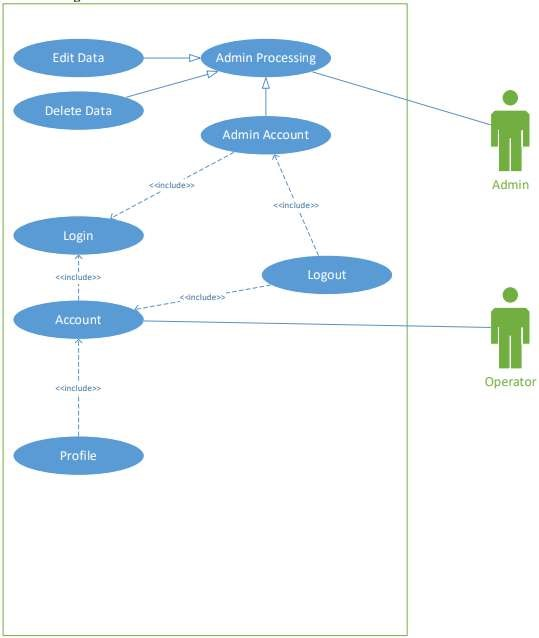 Edit Data
Admin Processing
Delete Data
Admin Account
Admin
<<include>>
<<include>>
Login
Logout
<<include>>
<<include>>
Account
Operator
<<include>>
Profile